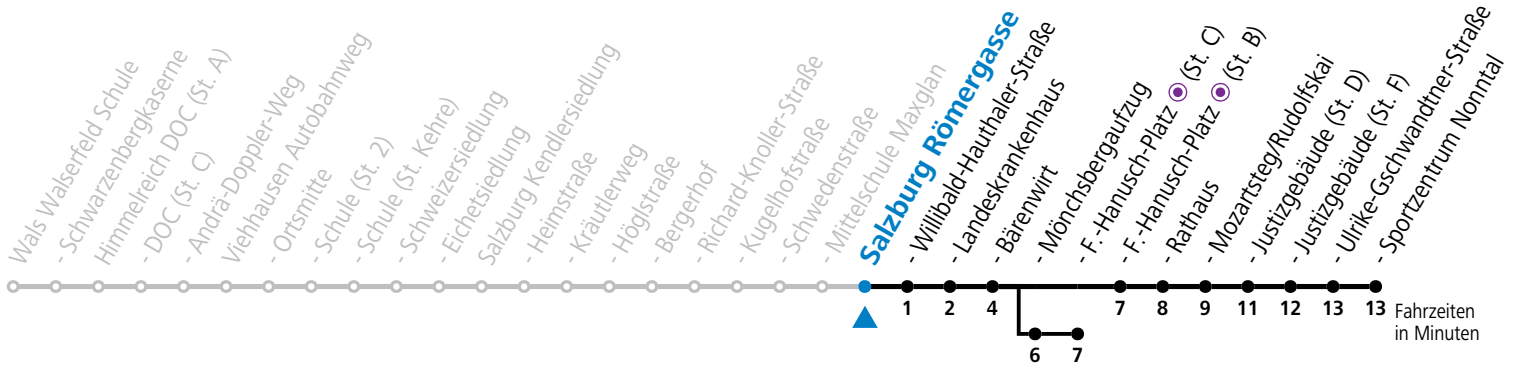 Wals Walserfeld Schule
- Schwarzenbergkaserne
Himmelreich DOC (St. A)
- DOC (St. C)
- Andrä-Doppler-Weg
Viehhausen Autobahnweg
- Ortsmitte
- Schule (St. 2)
- Schule (St. Kehre)
- Schweizersiedlung
- Eichetsiedlung
Salzburg Kendlersiedlung
- Heimstraße
- Kräutlerweg
- Höglstraße
- Bergerhof
- Richard-Knoller-Straße
- Kugelhofstraße
- Schwedenstraße
- Mittelschule Maxglan
Salzburg Römergasse
- Willibald-Hauthaler-Straße
- Landeskrankenhaus
- Bärenwirt
- Mönchsbergaufzug
- F.-Hanusch-Platz (St. C)
- F.-Hanusch-Platz (St. B)
- Rathaus
- Mozartsteg/Rudolfskai
- Justizgebäude (St. D)
- Justizgebäude (St. F)
- Ulrike-Gschwandtner-Straße
- Sportzentrum Nonntal
1 2 4 7 8 9 11 12 13 13
Fahrzeiten
in Minuten
6 7